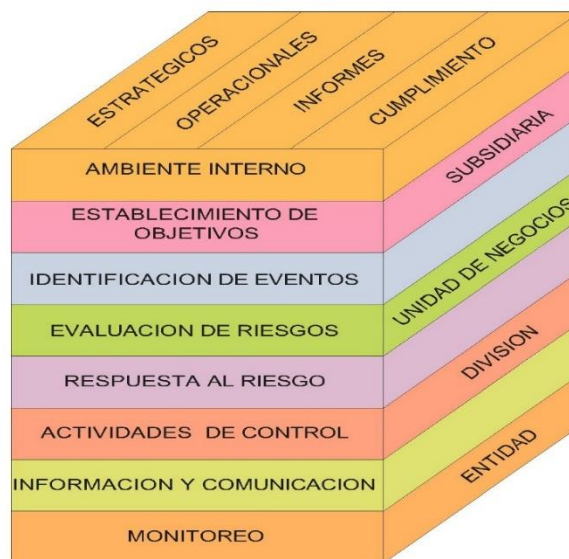 ESTRATEGICOS
OPERACIONALES
INFORMES
CUMPLIMIENTO
AMBIENTE INTERNO
ESTABLECIMIENTO DE
OBJETIVOS
IDENTIFICACION DE EVENTOS
EVALUACION DE RIESGOS
RESPUESTA AL RIESGO
ACTIVIDADES DE CONTROL
INFORMACION Y COMUNICACION
MONITOREO
SUBSIDIARIA
UNIDAD DE NEGOCIOS
DIVISION
ENTIDAD